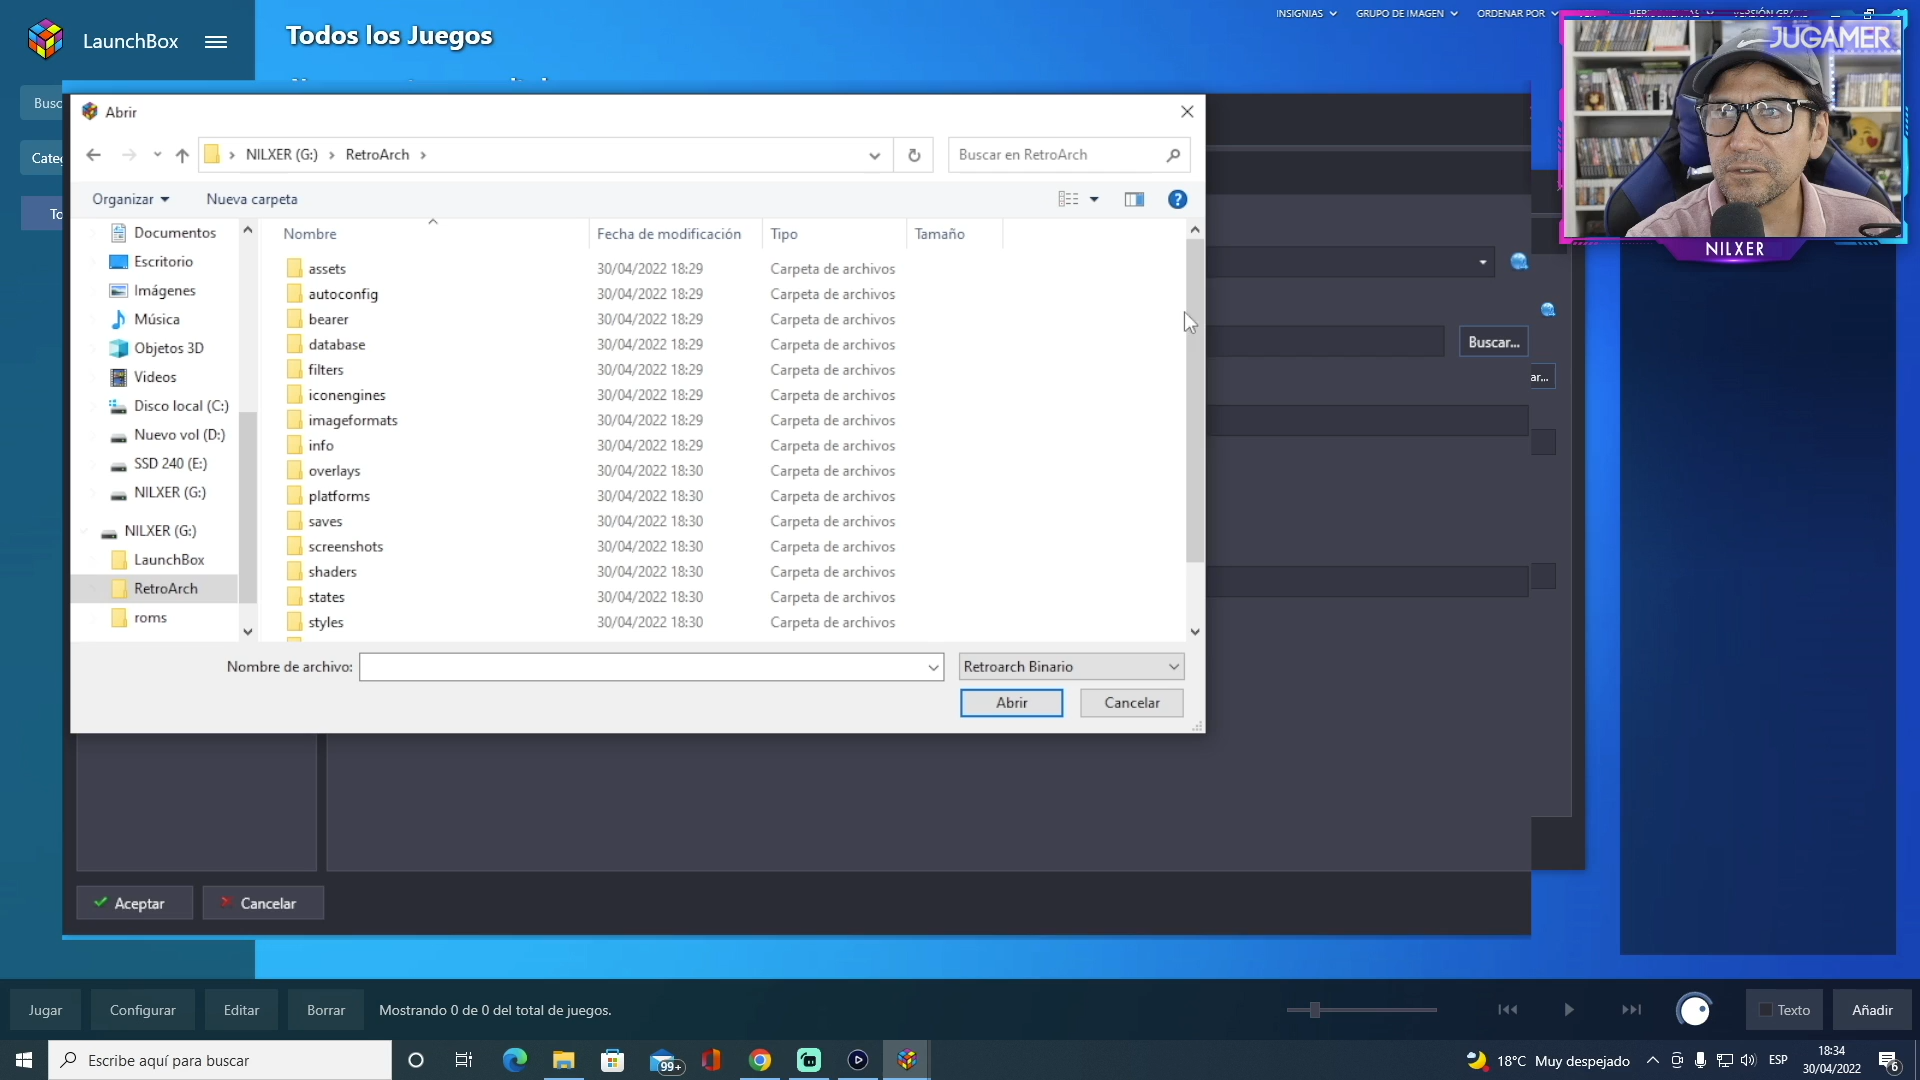 LaunchBox
Todos los Juegos
INSIGNIAS
GRUPO DE IMAGEN
ORDENAR POR
JUGAMER
NILXER
Abrir
NILXER (G:) › RetroArch ›
Buscar en RetroArch
Organizar
Nueva carpeta
Nombre
Fecha de modificación
Tipo
Tamaño
Documentos
Escritorio
Imágenes
Música
Objetos 3D
Videos
Disco local (C:)
Nuevo vol (D:)
SSD 240 (E:)
NILXER (G:)
NILXER (G:)
LaunchBox
RetroArch
roms
assets 30/04/2022 18:29 Carpeta de archivos
autoconfig 30/04/2022 18:29 Carpeta de archivos
bearer 30/04/2022 18:29 Carpeta de archivos
database 30/04/2022 18:29 Carpeta de archivos
filters 30/04/2022 18:29 Carpeta de archivos
iconengines 30/04/2022 18:29 Carpeta de archivos
imageformats 30/04/2022 18:29 Carpeta de archivos
info 30/04/2022 18:29 Carpeta de archivos
overlays 30/04/2022 18:30 Carpeta de archivos
platforms 30/04/2022 18:30 Carpeta de archivos
saves 30/04/2022 18:30 Carpeta de archivos
screenshots 30/04/2022 18:30 Carpeta de archivos
shaders 30/04/2022 18:30 Carpeta de archivos
states 30/04/2022 18:30 Carpeta de archivos
styles 30/04/2022 18:30 Carpeta de archivos
Nombre de archivo:
Retroarch Binario
Abrir
Cancelar
Buscar...
ar...
Aceptar
Cancelar
Jugar
Configurar
Editar
Borrar
Mostrando 0 de 0 del total de juegos.
Texto
Añadir
Escribe aquí para buscar
99+
18°C Muy despejado
ESP
18:34
30/04/2022
6